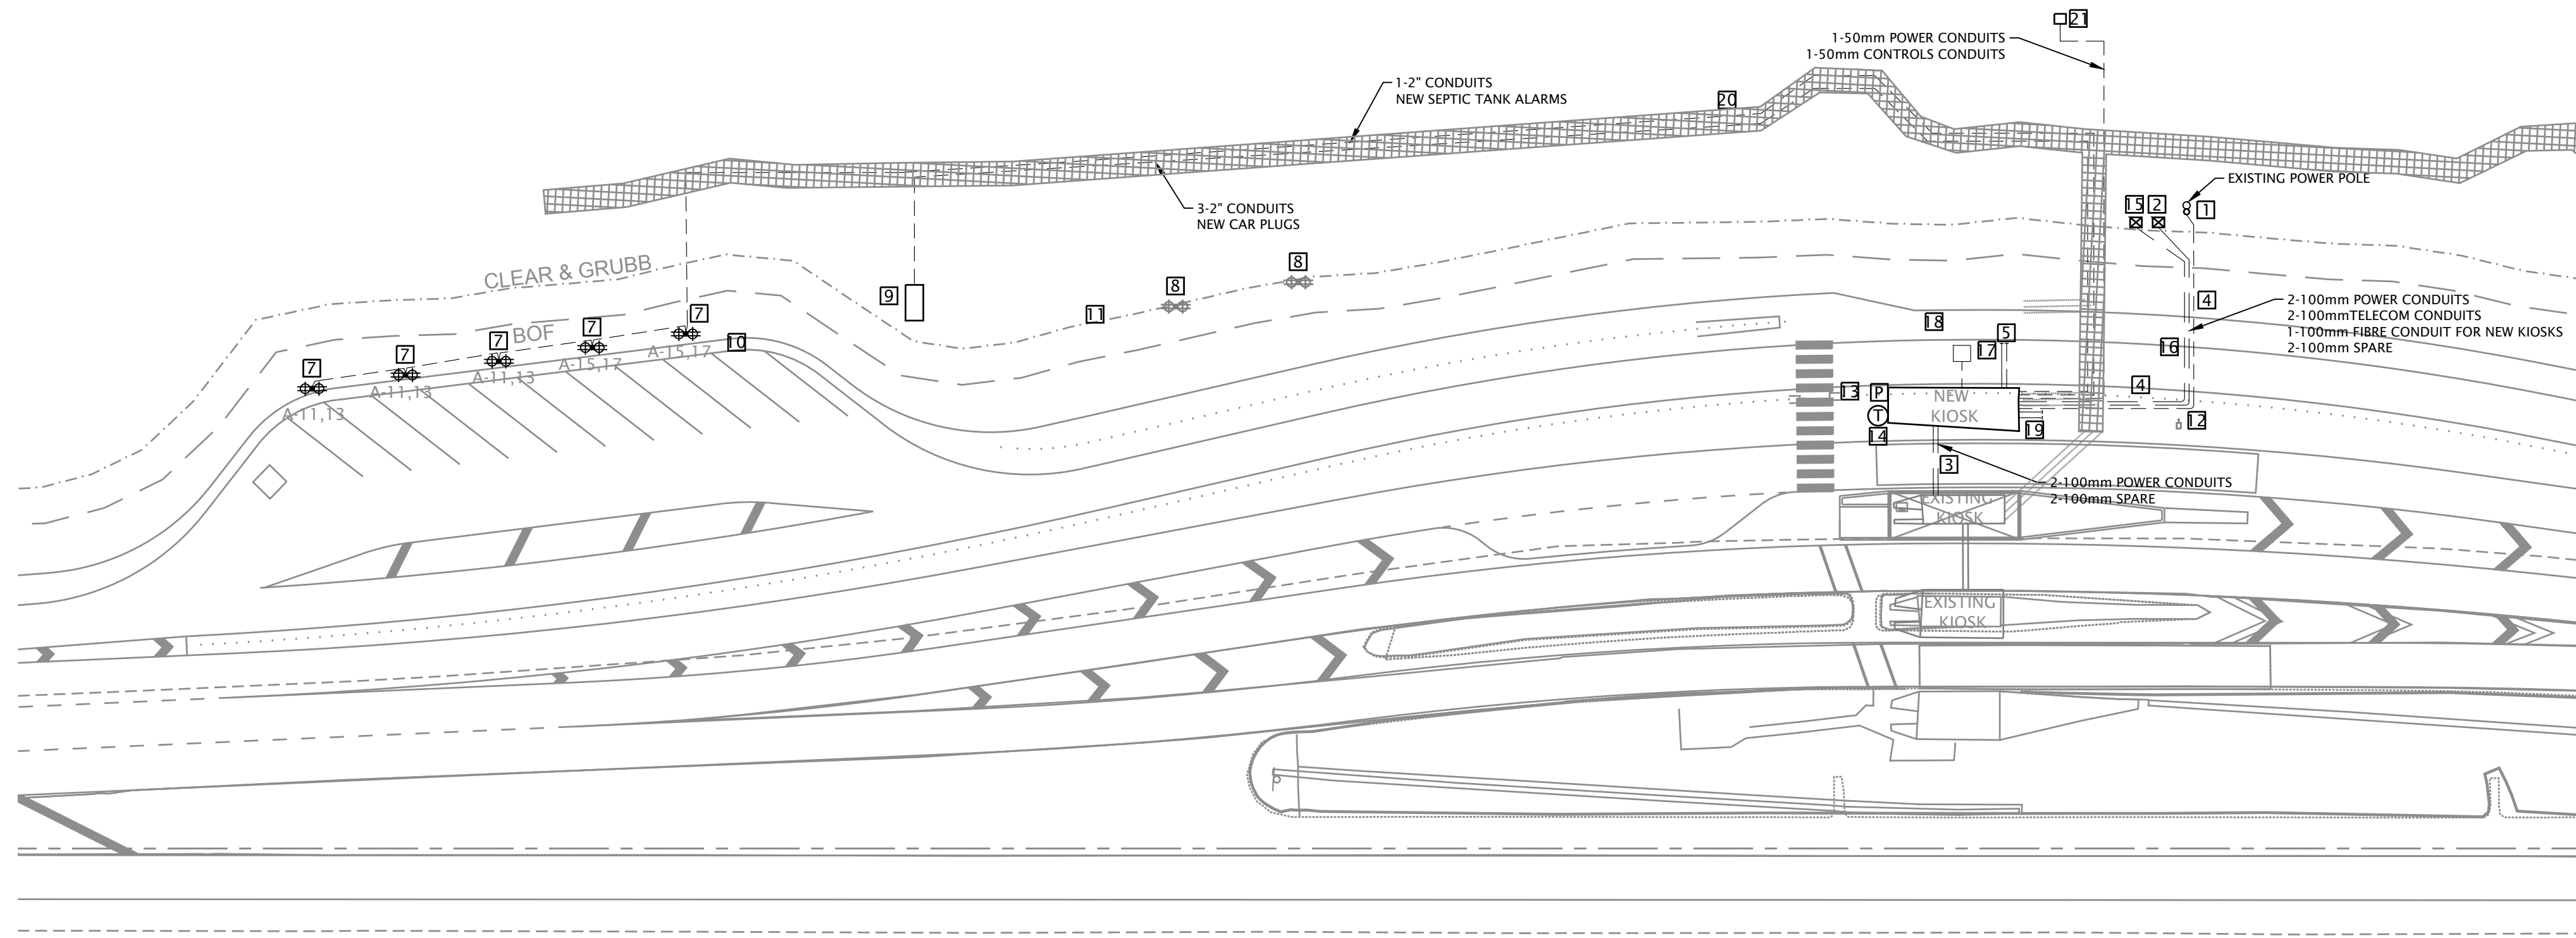 21
1-50mm POWER CONDUITS
1-50mm CONTROLS CONDUITS
1-2" CONDUITS
NEW SEPTIC TANK ALARMS
20
3-2" CONDUITS
NEW CAR PLUGS
EXISTING POWER POLE
15
2
1
CLEAR & GRUBB
BOF
9
11
8
8
7
7
7
7
7
10
A-11,13
A-11,13
A-11,13
A-15,17
A-15,17
4
2-100mm POWER CONDUITS
2-100mmTELECOM CONDUITS
1-100mm FIBRE CONDUIT FOR NEW KIOSKS
2-100mm SPARE
18
5
17
16
4
13
P
T
14
NEW
KIOSK
19
12
3
2-100mm POWER CONDUITS
2-100mm SPARE
EXISTING
KIOSK
EXISTING
KIOSK